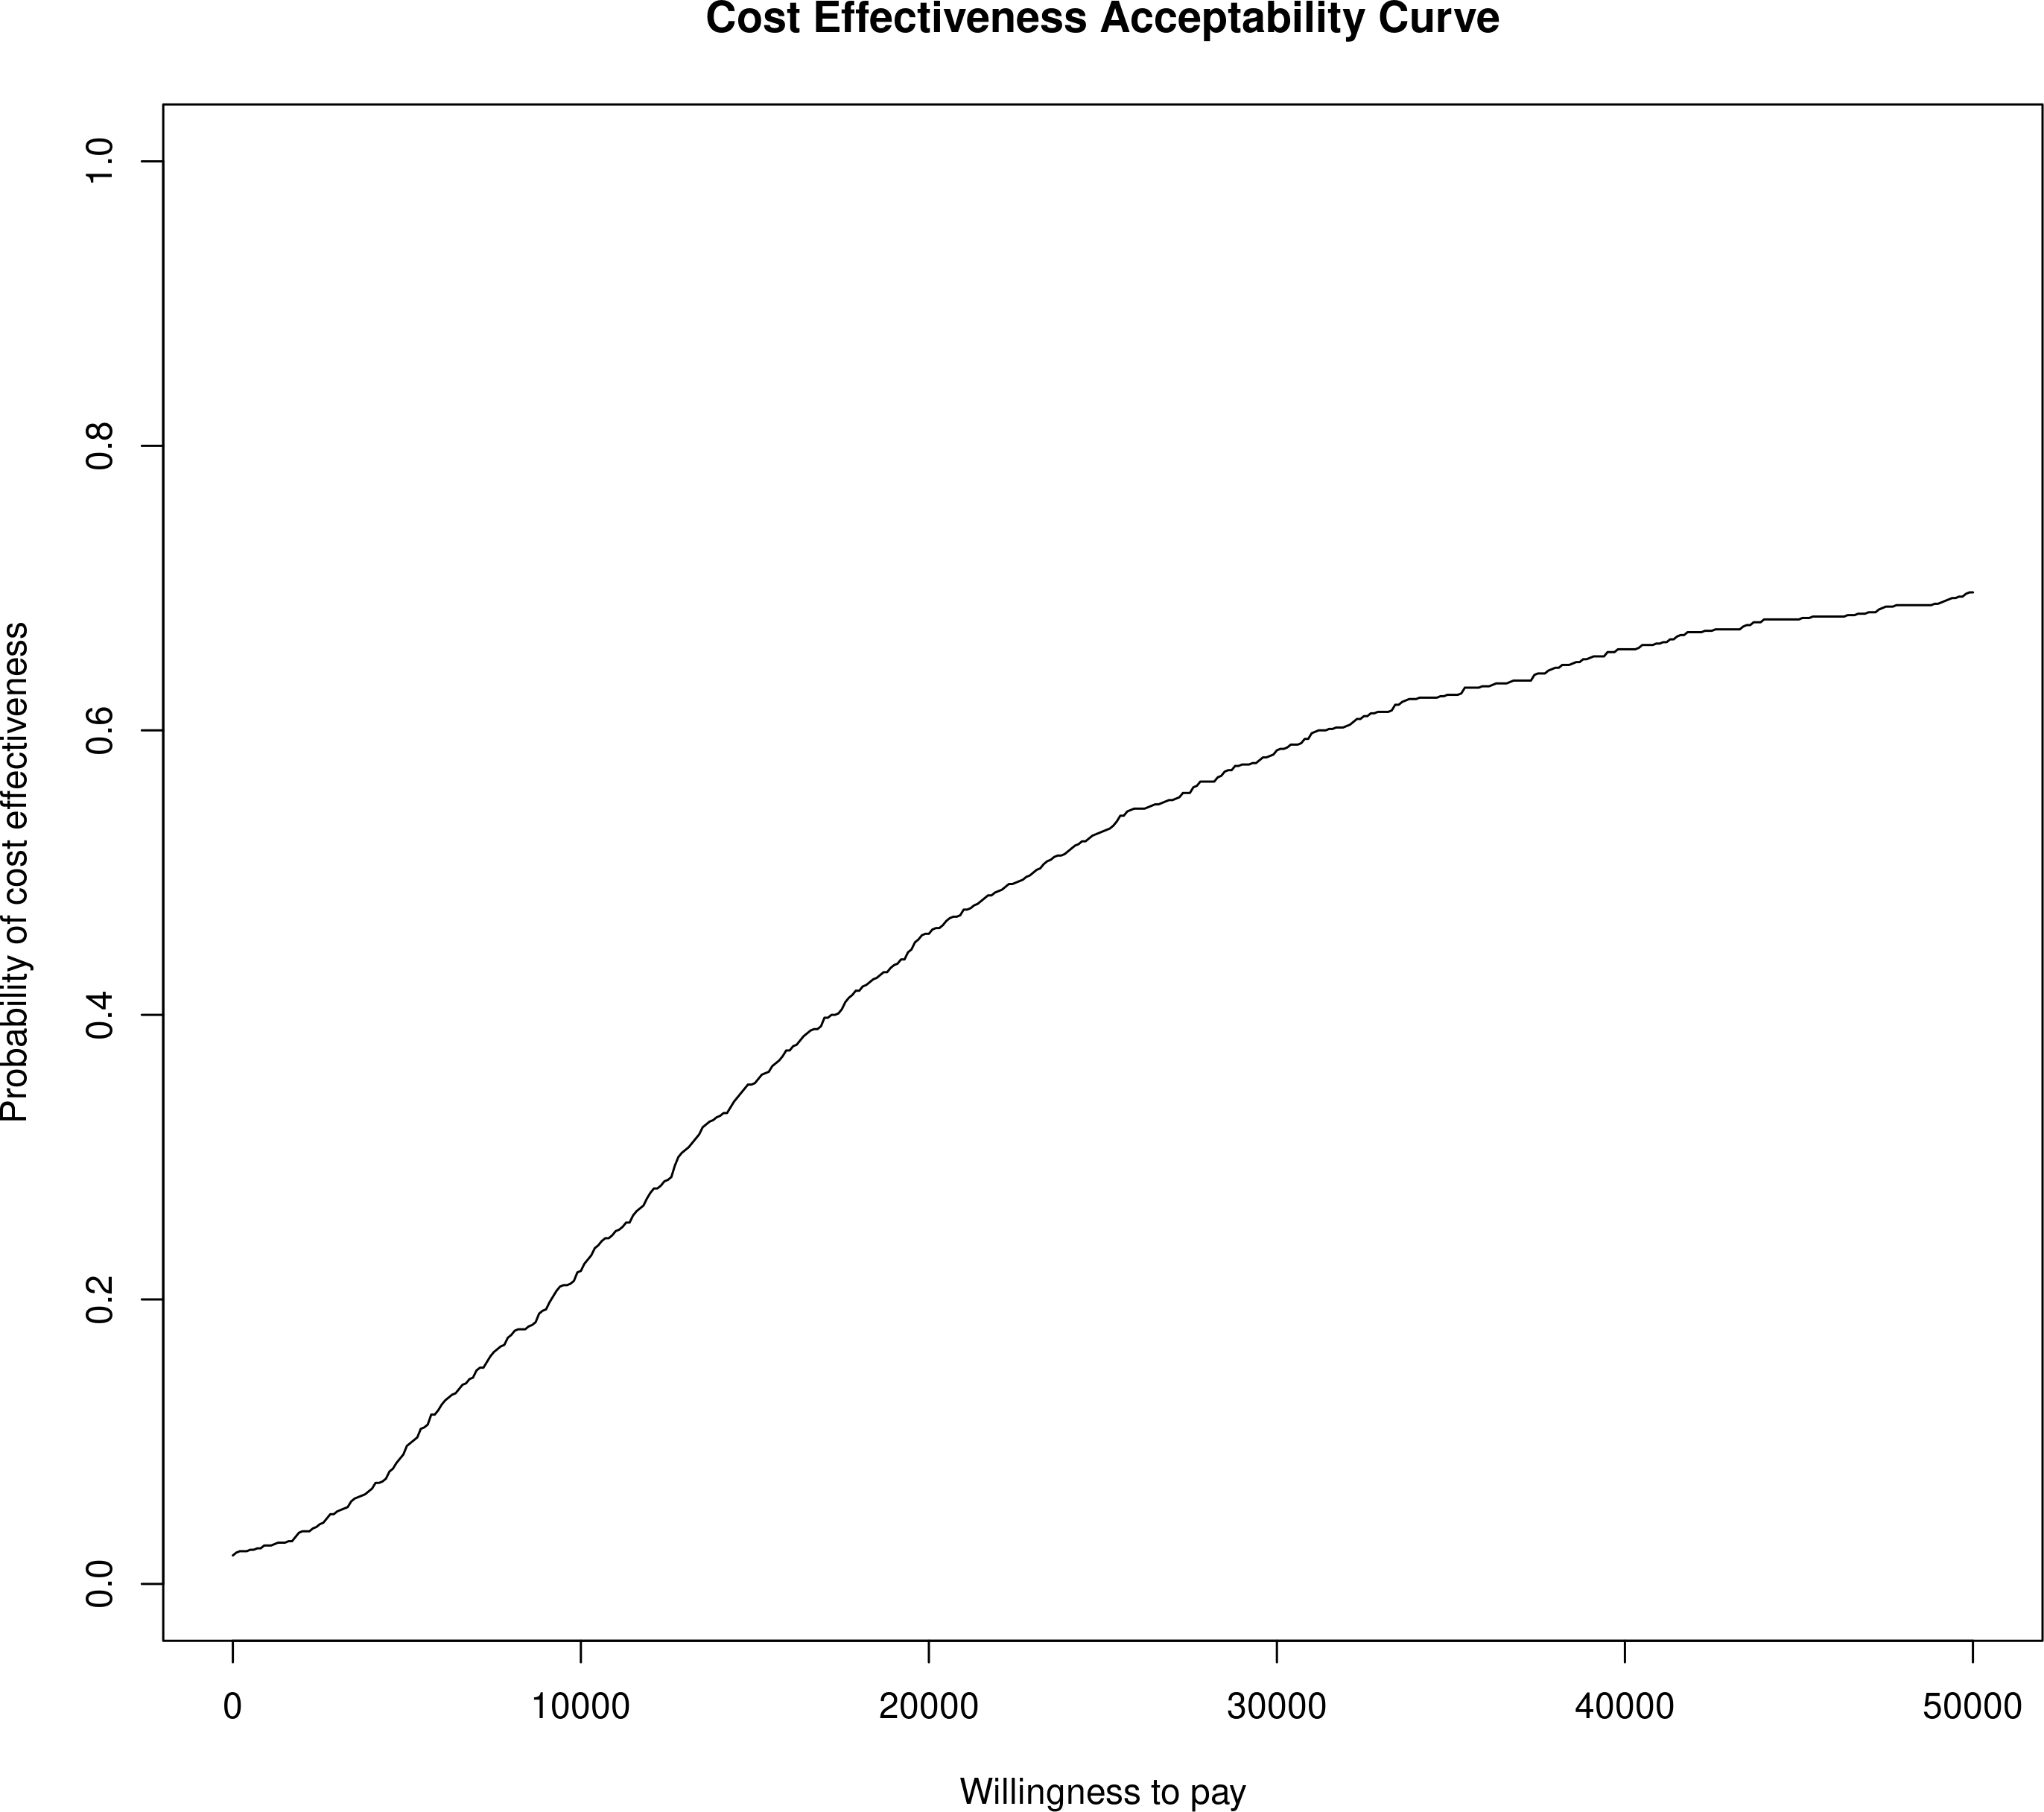 Cost Effectiveness Acceptability Curve
Probability of cost effectiveness
1.0
0.8
0.6
0.4
0.2
0.0
0 10000 20000 30000 40000 50000
Willingness to pay